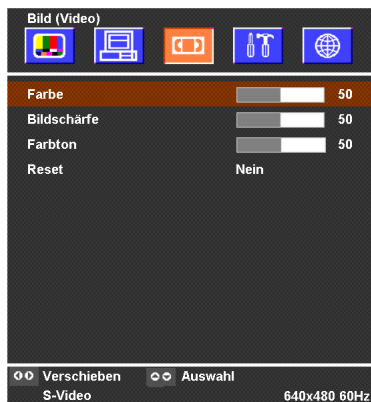 Bild (Video)
Farbe 50
Bildschärfe 50
Farbton 50
Reset Nein
Verschieben Auswahl
S-Video 640x480 60Hz